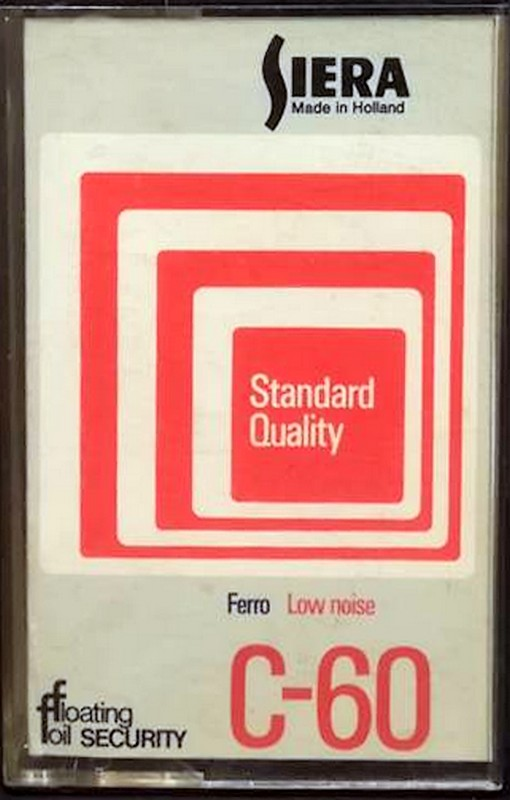 SIERA
Made in Holland
Standard
Quality
Ferro Low noise
C-60
floating
foil SECURITY